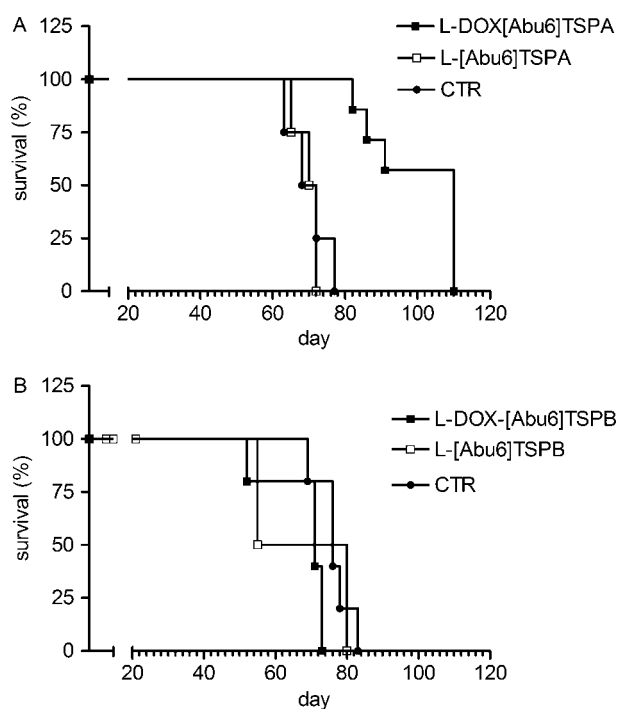 A
125
100
75
50
25
0
survival (%)
20 40 60 80 100 120
day
L-DOX[Abu6]TSPA
L-[Abu6]TSPA
CTR
B
125
100
75
50
25
0
survival (%)
20 40 60 80 100 120
day
L-DOX-[Abu6]TSPB
L-[Abu6]TSPB
CTR